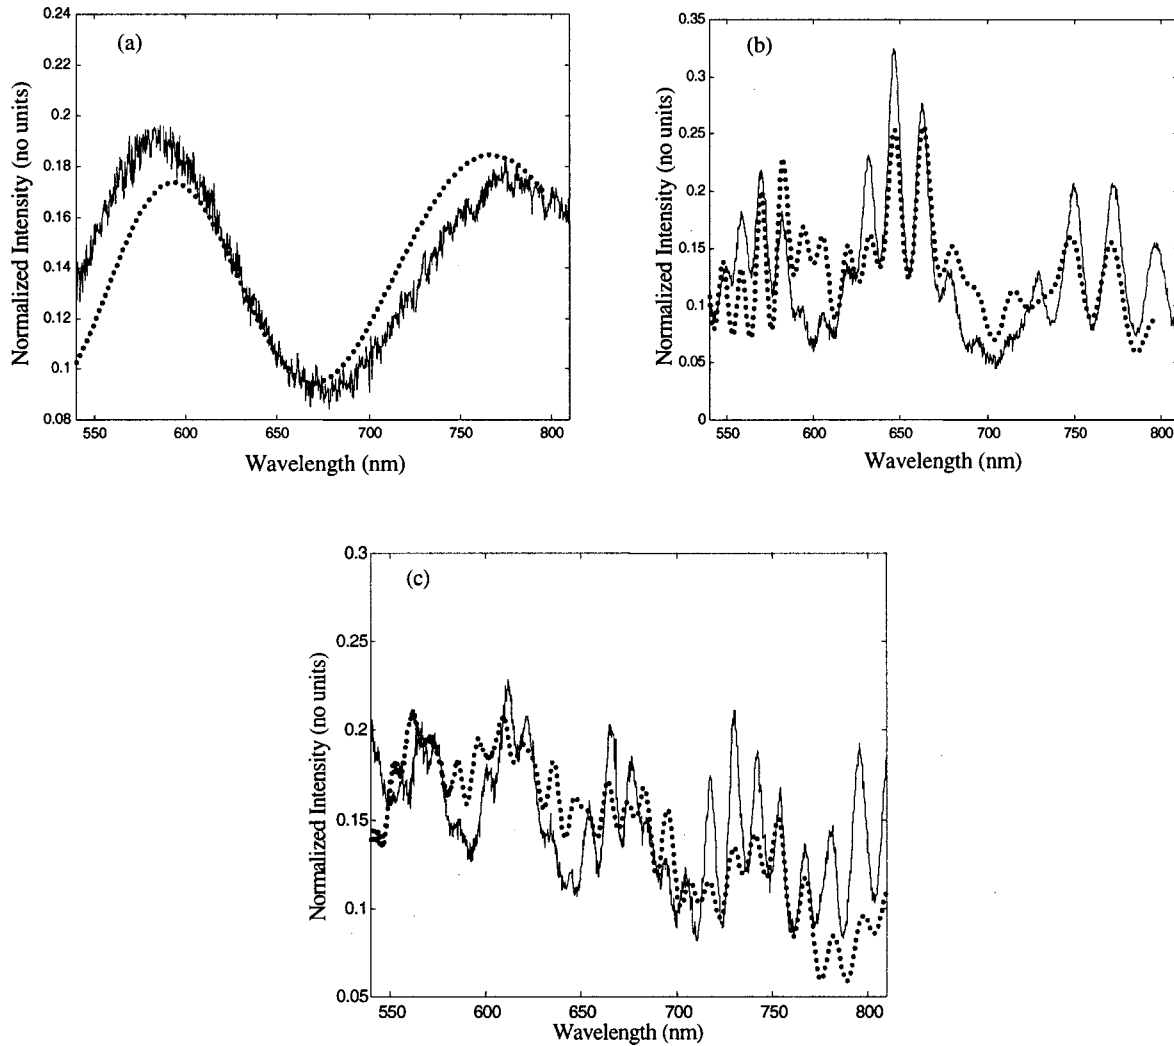 (a)
0.24
0.22
0.2
0.18
0.16
0.14
0.12
0.1
0.08
550 600 650 700 750 800
Wavelength (nm)
Normalized Intensity (no units)
(b)
0.35
0.3
0.25
0.2
0.15
0.1
0.05
0
550 600 650 700 750 800
Wavelength (nm)
Normalized Intensity (no units)
(c)
0.3
0.25
0.2
0.15
0.1
0.05
550 600 650 700 750 800
Wavelength (nm)
Normalized Intensity (no units)